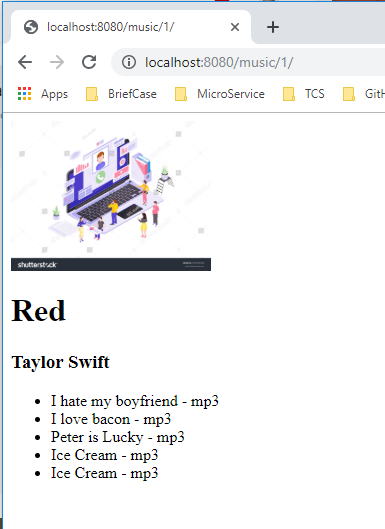 localhost:8080/music/1/
localhost:8080/music/1/
Apps BriefCase MicroService TCS
shutterstock
Red
Taylor Swift
I hate my boyfriend - mp3
I love bacon - mp3
Peter is Lucky - mp3
Ice Cream - mp3
Ice Cream - mp3